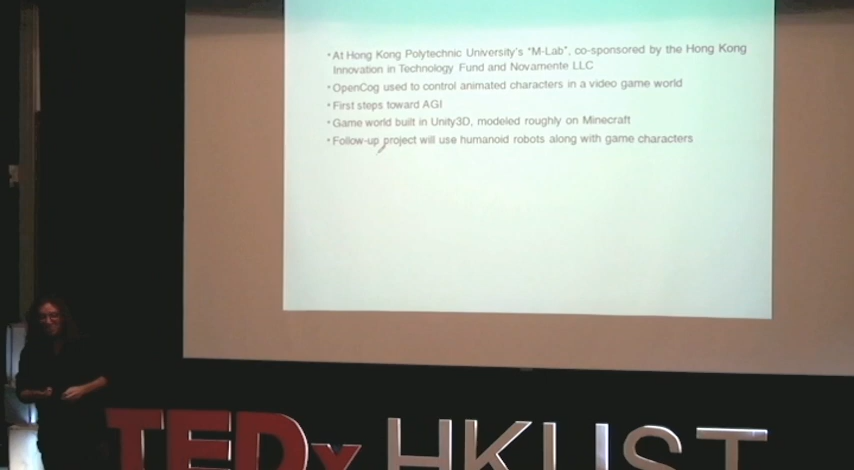 • At Hong Kong Polytechnic University's "M-Lab", co-sponsored by the Hong Kong
Innovation in Technology Fund and Novamente LLC
• OpenCog used to control animated characters in a video game world
• First steps toward AGI
• Game world built in Unity3D, modeled roughly on Minecraft
• Follow-up project will use humanoid robots along with game characters
TEDx HKUST